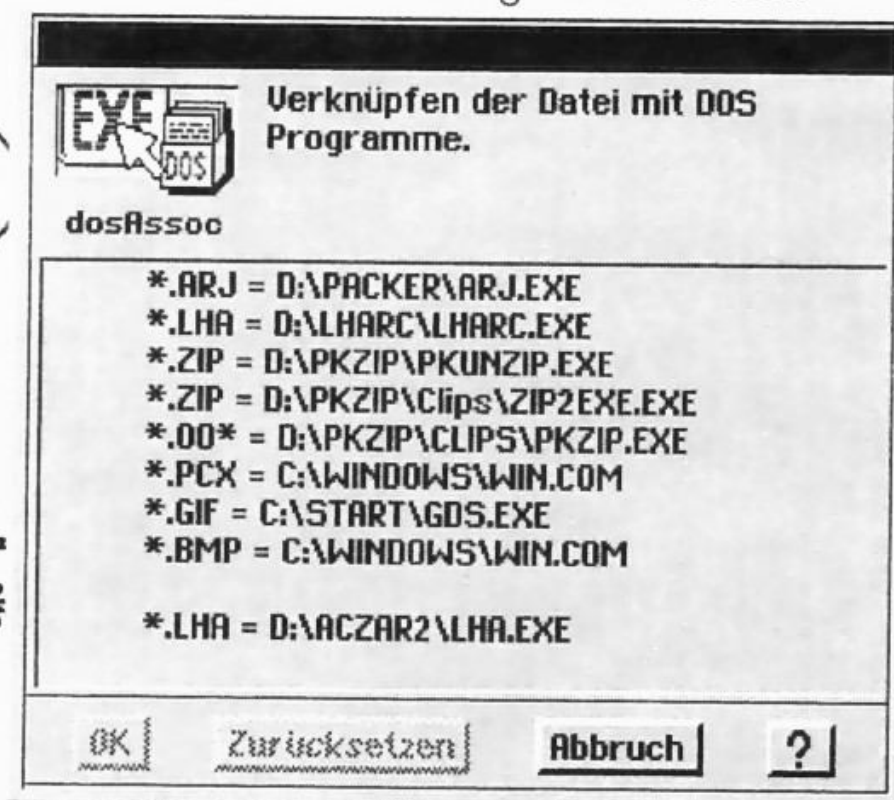 EXE
DOS
dosAssoc
Verknüpfen der Datei mit DOS
Programme.
*.ARJ = D:\PACKER\ARJ.EXE
*.LHA = D:\LHARC\LHARC.EXE
*.ZIP = D:\PKZIP\PKUNZIP.EXE
*.ZIP = D:\PKZIP\Clips\ZIP2EXE.EXE
*.00* = D:\PKZIP\CLIPS\PKZIP.EXE
*.PCX = C:\WINDOWS\WIN.COM
*.GIF = C:\START\GDS.EXE
*.BMP = C:\WINDOWS\WIN.COM
*.LHA = D:\ACZAR2\LHA.EXE
OK Zurücksetzen Abbruch ?